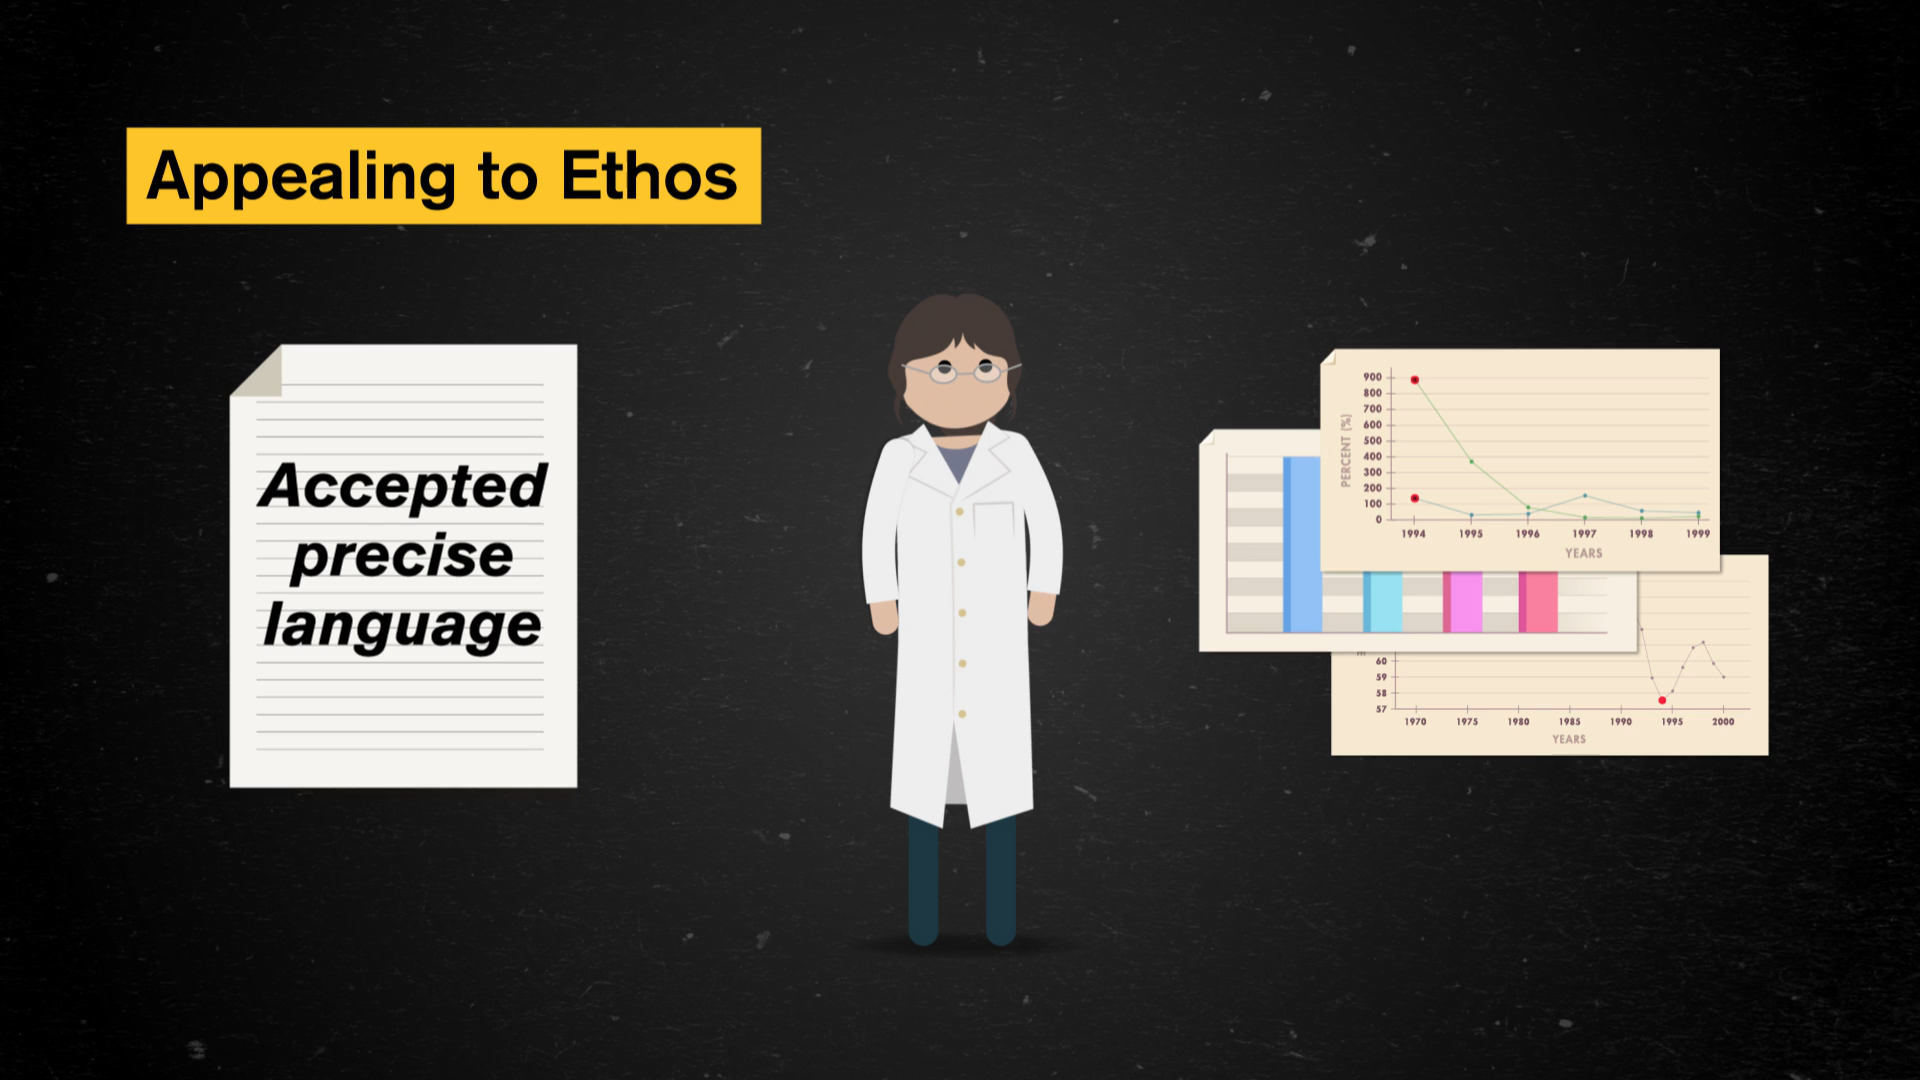 Appealing to Ethos
Accepted
precise
language
900
800
700
600
500
400
300
200
100
0
PERCENT (%)
1994 1995 1996 1997 1998 1999
YEARS
60
59
58
57
1970 1975 1980 1985 1990 1995 2000
YEARS